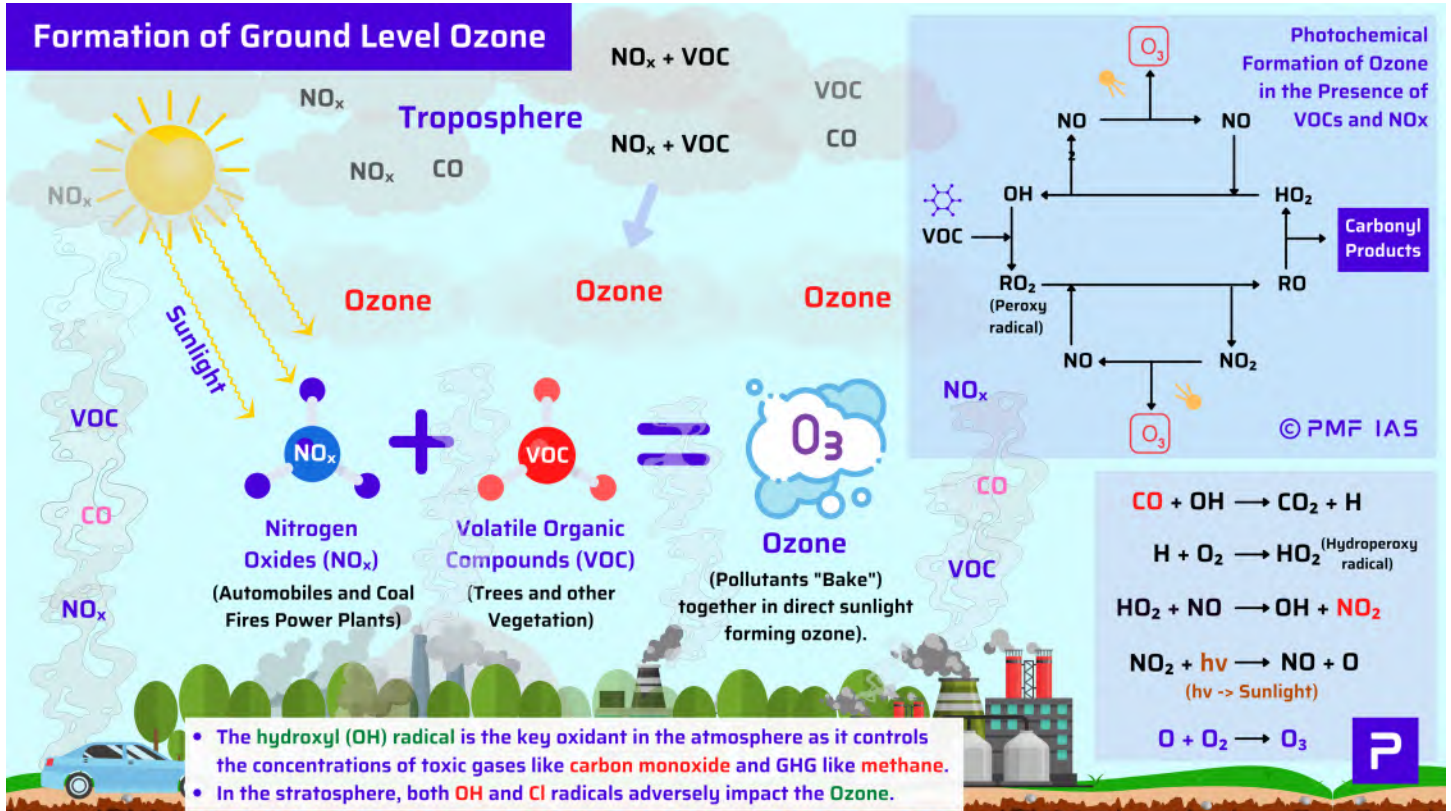 Formation of Ground Level Ozone
NOₓ + VOC
NOₓ
VOC
Troposphere
NOₓ + VOC
CO
NOₓ CO
NOₓ
Ozone
Ozone
Ozone
Sunlight
VOC
CO
NOₓ
NOₓ
VOC
O₃
Nitrogen
Oxides (NOₓ)
(Automobiles and Coal
Fires Power Plants)
Volatile Organic
Compounds (VOC)
(Trees and other
Vegetation)
Ozone
(Pollutants "Bake")
together in direct sunlight
forming ozone).
NOₓ
CO
VOC
Photochemical
Formation of Ozone
in the Presence of
VOCs and NOx
O₃
NO
NO
2
OH
HO₂
VOC
Carbonyl
Products
RO₂
(Peroxy
radical)
RO
NO
NO₂
O₃
© PMF IAS
CO + OH → CO₂ + H
H + O₂ → HO₂ (Hydroperoxy
radical)
HO₂ + NO → OH + NO₂
NO₂ + hv → NO + O
(hv -> Sunlight)
O + O₂ → O₃
P
• The hydroxyl (OH) radical is the key oxidant in the atmosphere as it controls
the concentrations of toxic gases like carbon monoxide and GHG like methane.
• In the stratosphere, both OH and Cl radicals adversely impact the Ozone.